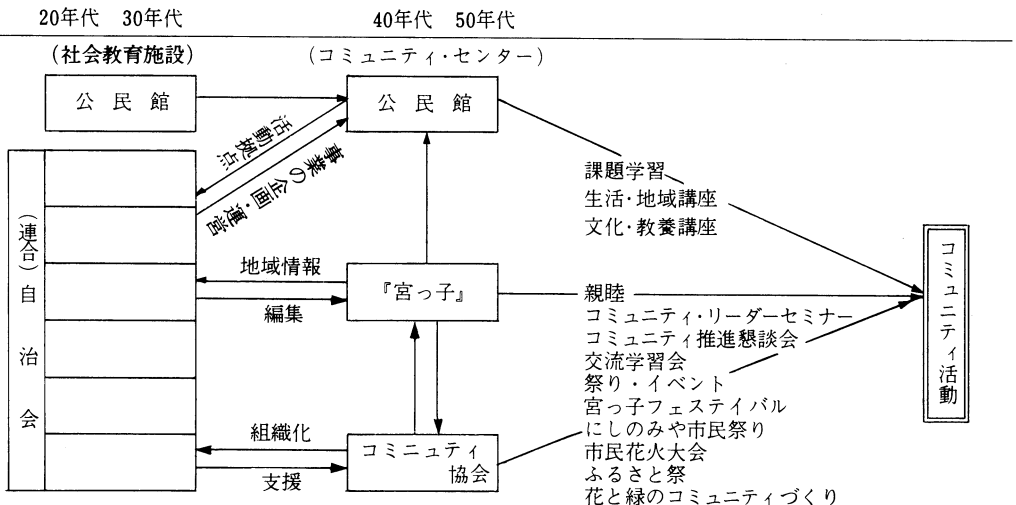 20年代 30年代
40年代 50年代
(社会教育施設)
(コミュニティ・センター)
公民館
公民館
活動拠点
事業の企画・運営
課題学習
生活・地域講座
文化・教養講座
(連合)自治会
地域情報
編集
『宮っ子』
親睦
コミュニティ・リーダーセミナー
コミュニティ推進懇談会
交流学習会
祭り・イベント
宮っ子フェステイバル
にしのみや市民祭り
市民花火大会
ふるさと祭
花と緑のコミュニティづくり
組織化
支援
コミニュティ
協会
コミュニティ活動